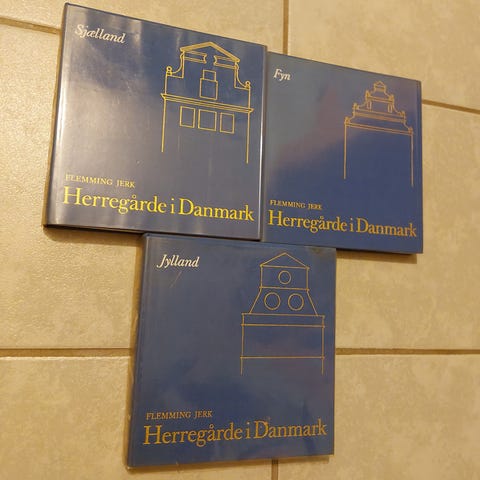 Sjælland
FLEMMING JERK
Herregårde i Danmark
Fyn
FLEMMING JERK
Herregårde i Danmark
Jylland
FLEMMING JERK
Herregårde i Danmark